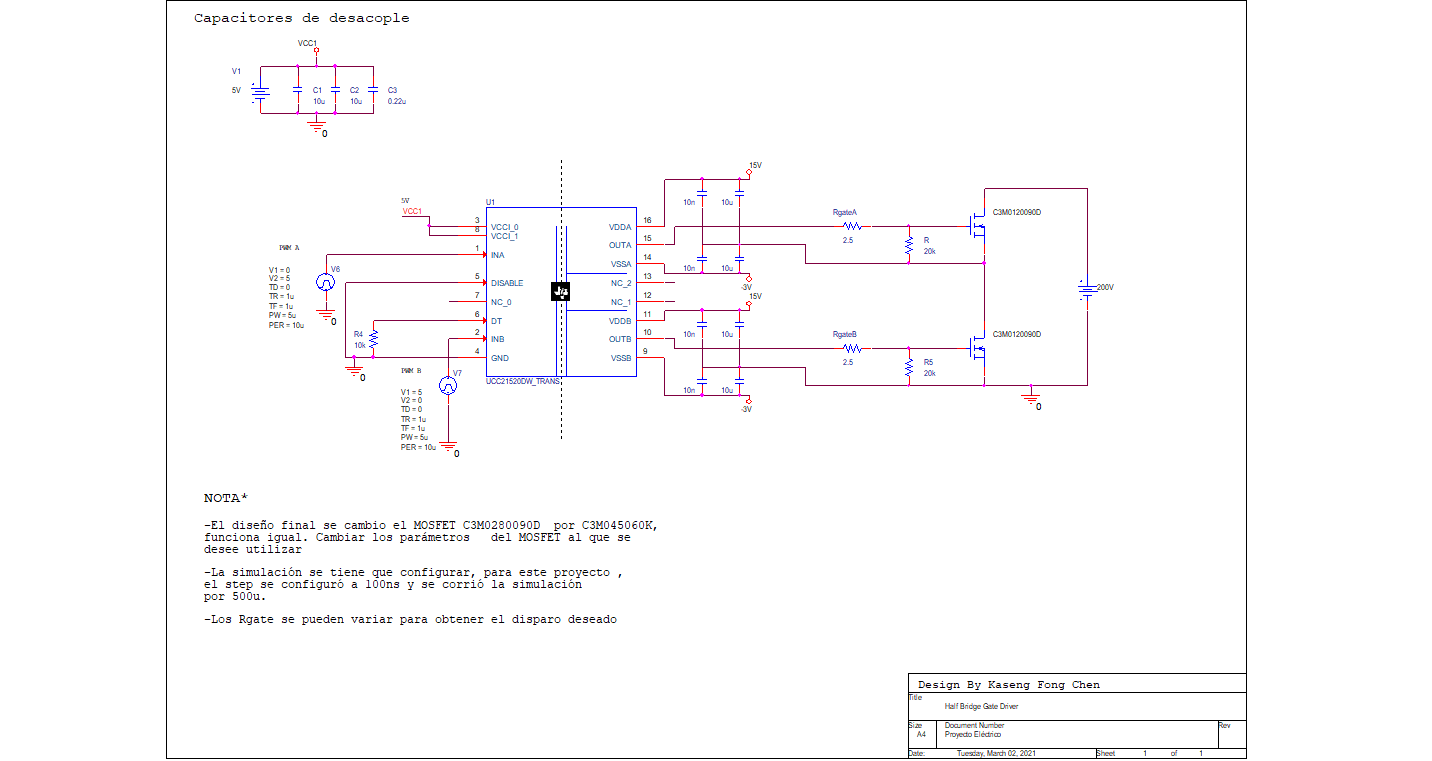 Capacitores de desacople
VCC1
V1
5V
C1
10u
C2
10u
C3
0.22u
0
15V
10n
10u
5V
VCC1
U1
3
VCCI_0
8
VCCI_1
1
INA
5
DISABLE
7
NC_0
6
DT
2
INB
4
GND
VDDA
16
OUTA
15
VSSA
14
NC_2
13
NC_1
12
VDDB
11
OUTB
10
VSSB
9
UCC21520DW_TRANS
PWM A
V6
V1 = 0
V2 = 5
TD = 0
TR = 1u
TF = 1u
PW = 5u
PER = 10u
0
R4
10k
0
PWM B
V7
V1 = 5
V2 = 0
TD = 0
TR = 1u
TF = 1u
PW = 5u
PER = 10u
0
10n
10u
-3V
15V
10n
10u
10n
10u
-3V
RgateA
2.5
R
20k
C3M0120090D
200V
RgateB
2.5
R5
20k
C3M0120090D
0
NOTA*
-El diseño final se cambio el MOSFET C3M0280090D por C3M045060K,
funciona igual. Cambiar los parámetros del MOSFET al que se
desee utilizar
-La simulación se tiene que configurar, para este proyecto ,
el step se configuró a 100ns y se corrió la simulación
por 500u.
-Los Rgate se pueden variar para obtener el disparo deseado
Design By Kaseng Fong Chen
Title
Half Bridge Gate Driver
Size
A4
Document Number
Proyecto Eléctrico
Rev
Date:
Tuesday, March 02, 2021
Sheet
1
of
1